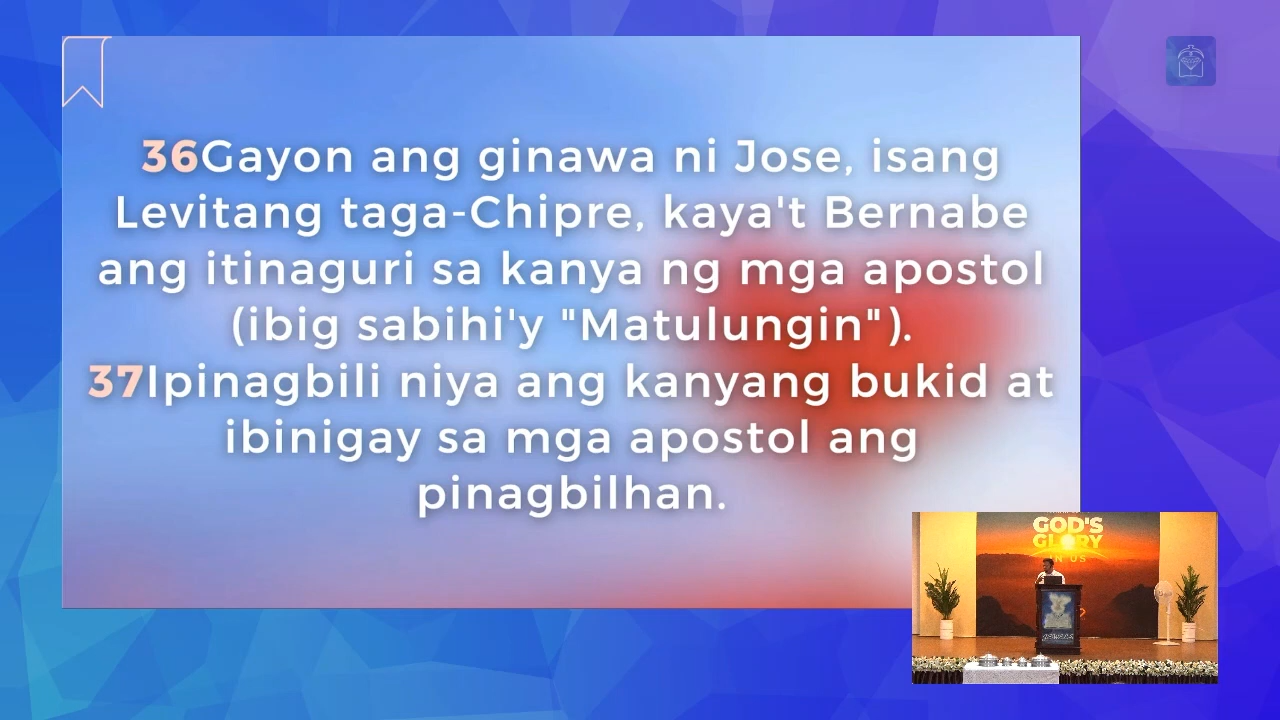 36Gayon ang ginawa ni Jose, isang
Levitang taga-Chipre, kaya't Bernabe
ang itinaguri sa kanya ng mga apostol
(ibig sabihi'y "Matulungin").
37Ipinagbili niya ang kanyang bukid at
ibinigay sa mga apostol ang
pinagbilhan.
GOD'S
GLORY
IN US